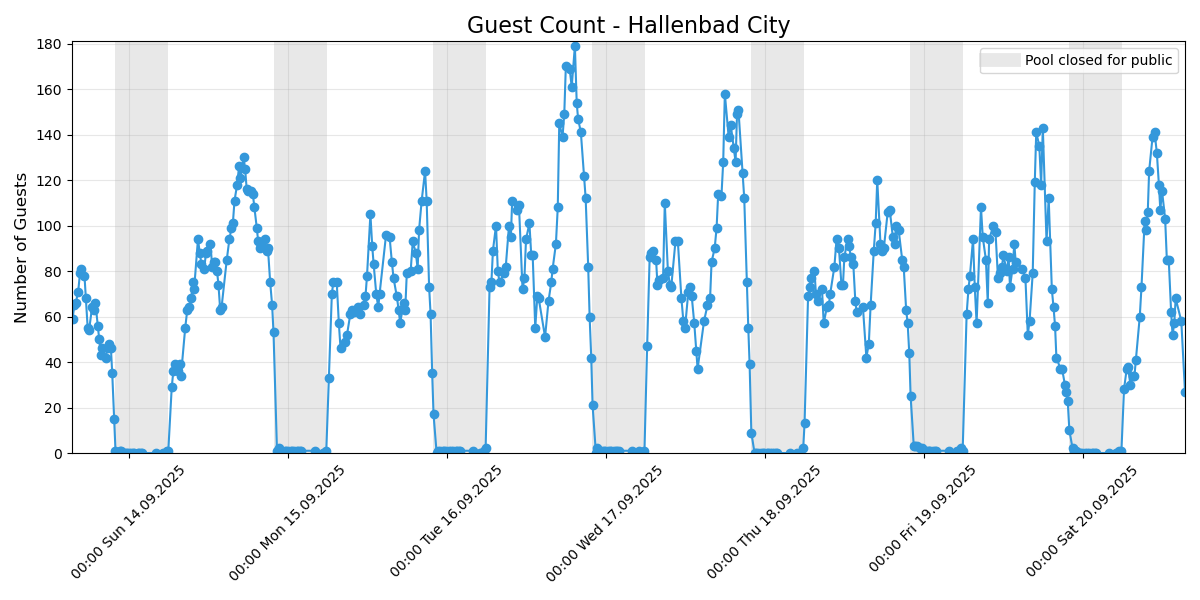 Guest Count - Hallenbad City
Pool closed for public
Number of Guests
180
160
140
120
100
80
60
40
20
0
00:00 Sun 14.09.2025
00:00 Mon 15.09.2025
00:00 Tue 16.09.2025
00:00 Wed 17.09.2025
00:00 Thu 18.09.2025
00:00 Fri 19.09.2025
00:00 Sat 20.09.2025